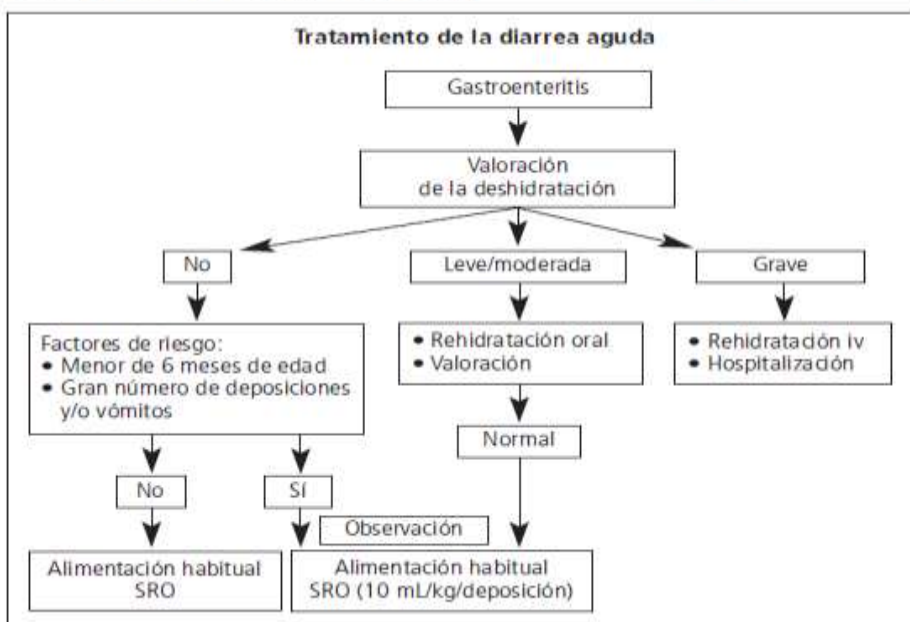 Tratamiento de la diarrea aguda
Gastroenteritis
Valoración
de la deshidratación
No
Leve/moderada
Grave
Factores de riesgo:
• Menor de 6 meses de edad
• Gran número de deposiciones
y/o vómitos
• Rehidratación oral
• Valoración
• Rehidratación iv
• Hospitalización
Normal
No
Sí
Observación
Alimentación habitual
SRO
Alimentación habitual
SRO (10 mL/kg/deposición)